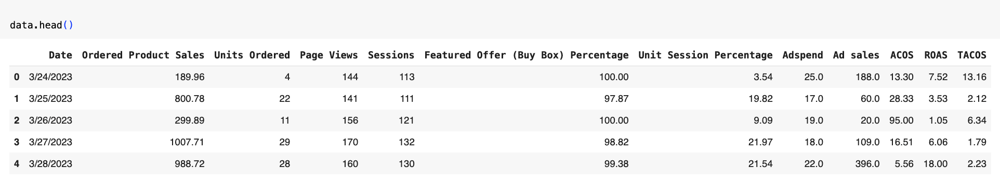 data.head()
Date Ordered Product Sales Units Ordered Page Views Sessions Featured Offer (Buy Box) Percentage Unit Session Percentage Adspend Ad sales ACOS ROAS TACOS
0 3/24/2023 189.96 4 144 113 100.00 3.54 25.0 188.0 13.30 7.52 13.16
1 3/25/2023 800.78 22 141 111 97.87 19.82 17.0 60.0 28.33 3.53 2.12
2 3/26/2023 299.89 11 156 121 100.00 9.09 19.0 20.0 95.00 1.05 6.34
3 3/27/2023 1007.71 29 170 132 98.82 21.97 18.0 109.0 16.51 6.06 1.79
4 3/28/2023 988.72 28 160 130 99.38 21.54 22.0 396.0 5.56 18.00 2.23